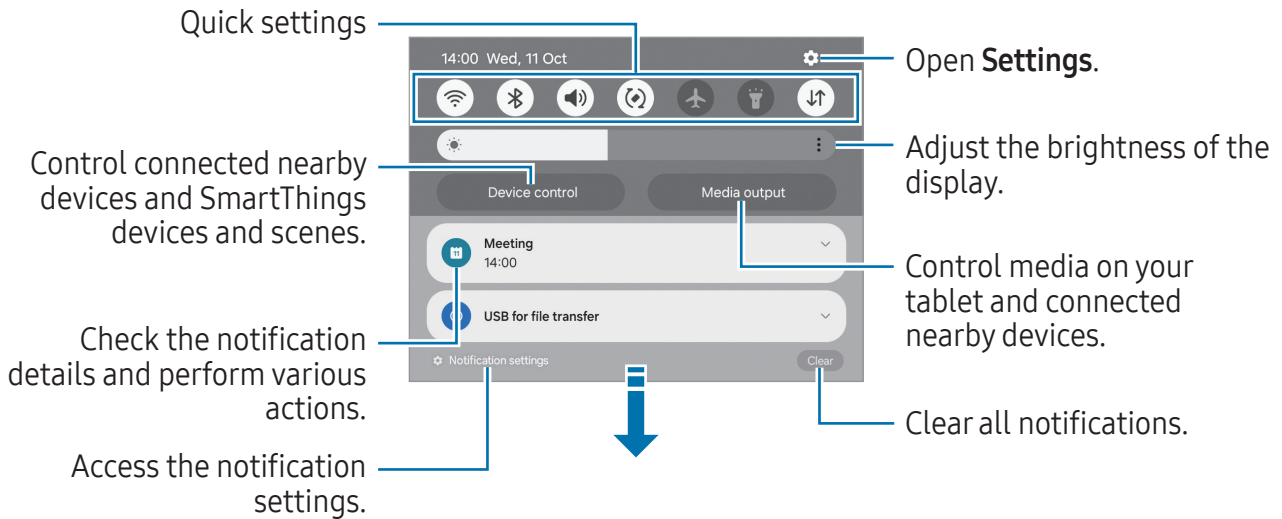 Quick settings
14:00 Wed, 11 Oct
Open Settings.
Adjust the brightness of the
display.
Control connected nearby
devices and SmartThings
devices and scenes.
Device control
Media output
Meeting
14:00
11
Control media on your
tablet and connected
nearby devices.
USB for file transfer
Check the notification
details and perform various
actions.
Notification settings
Clear
Clear all notifications.
Access the notification
settings.